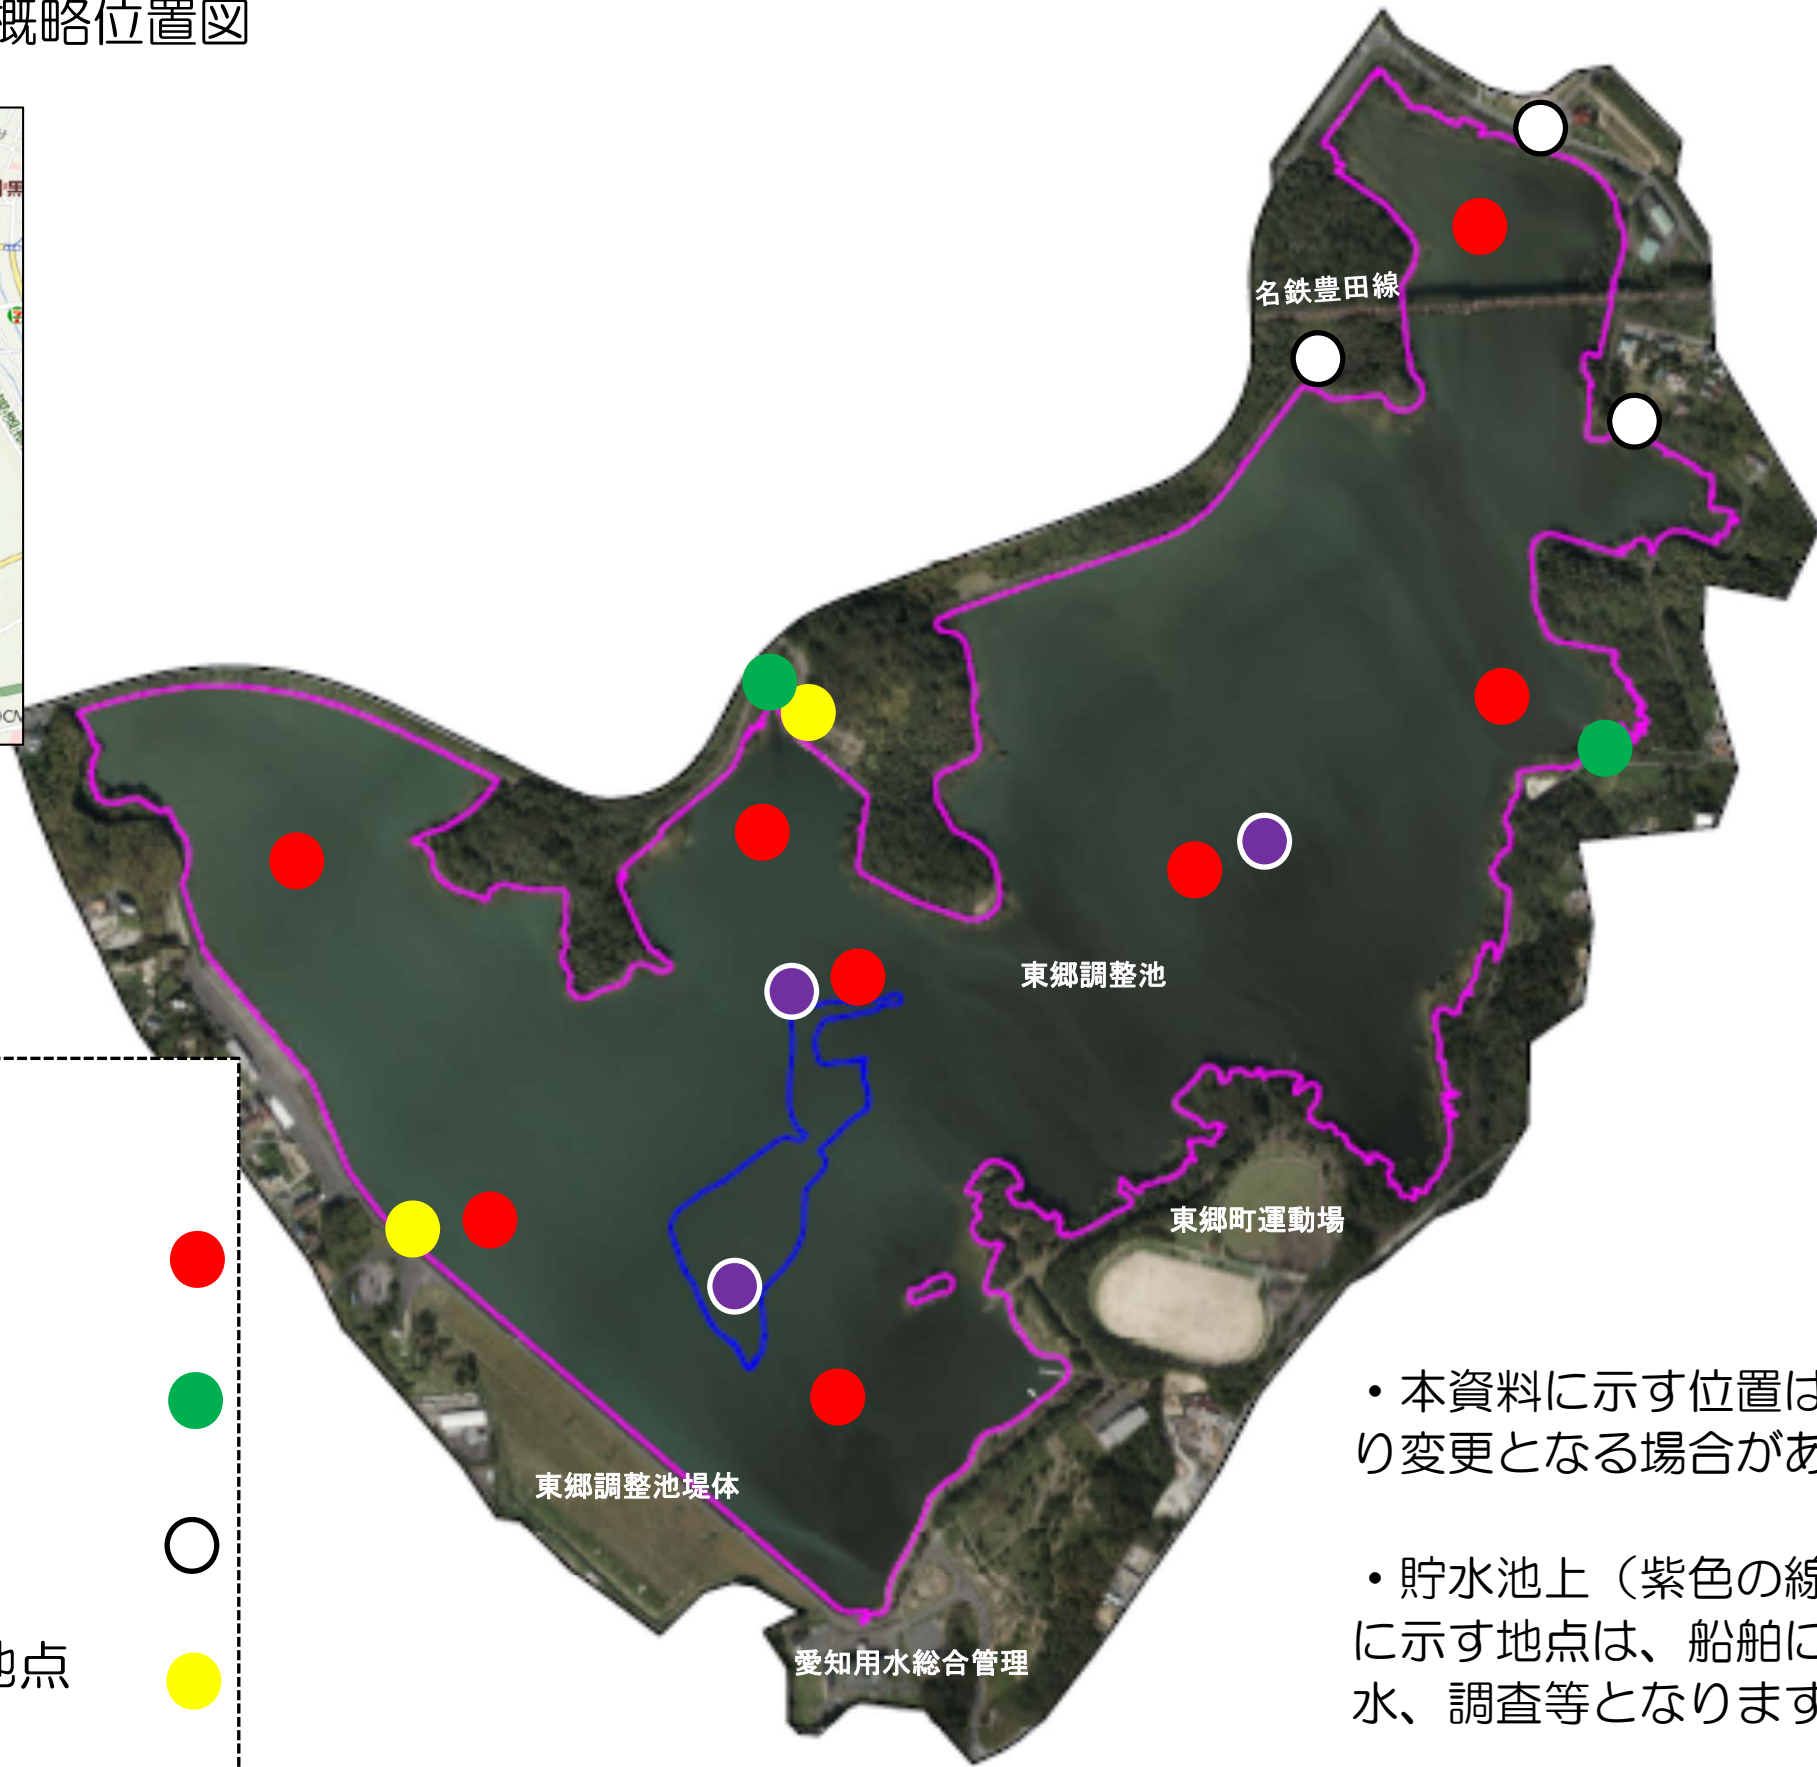 概略位置図
名鉄豊田線
東郷調整池
東郷町運動場
東郷調整池堤体
愛知用水総合管理
地点
・本資料に示す位置は
り変更となる場合があ
・貯水池上（紫色の線
に示す地点は、船舶に
水、調査等となります